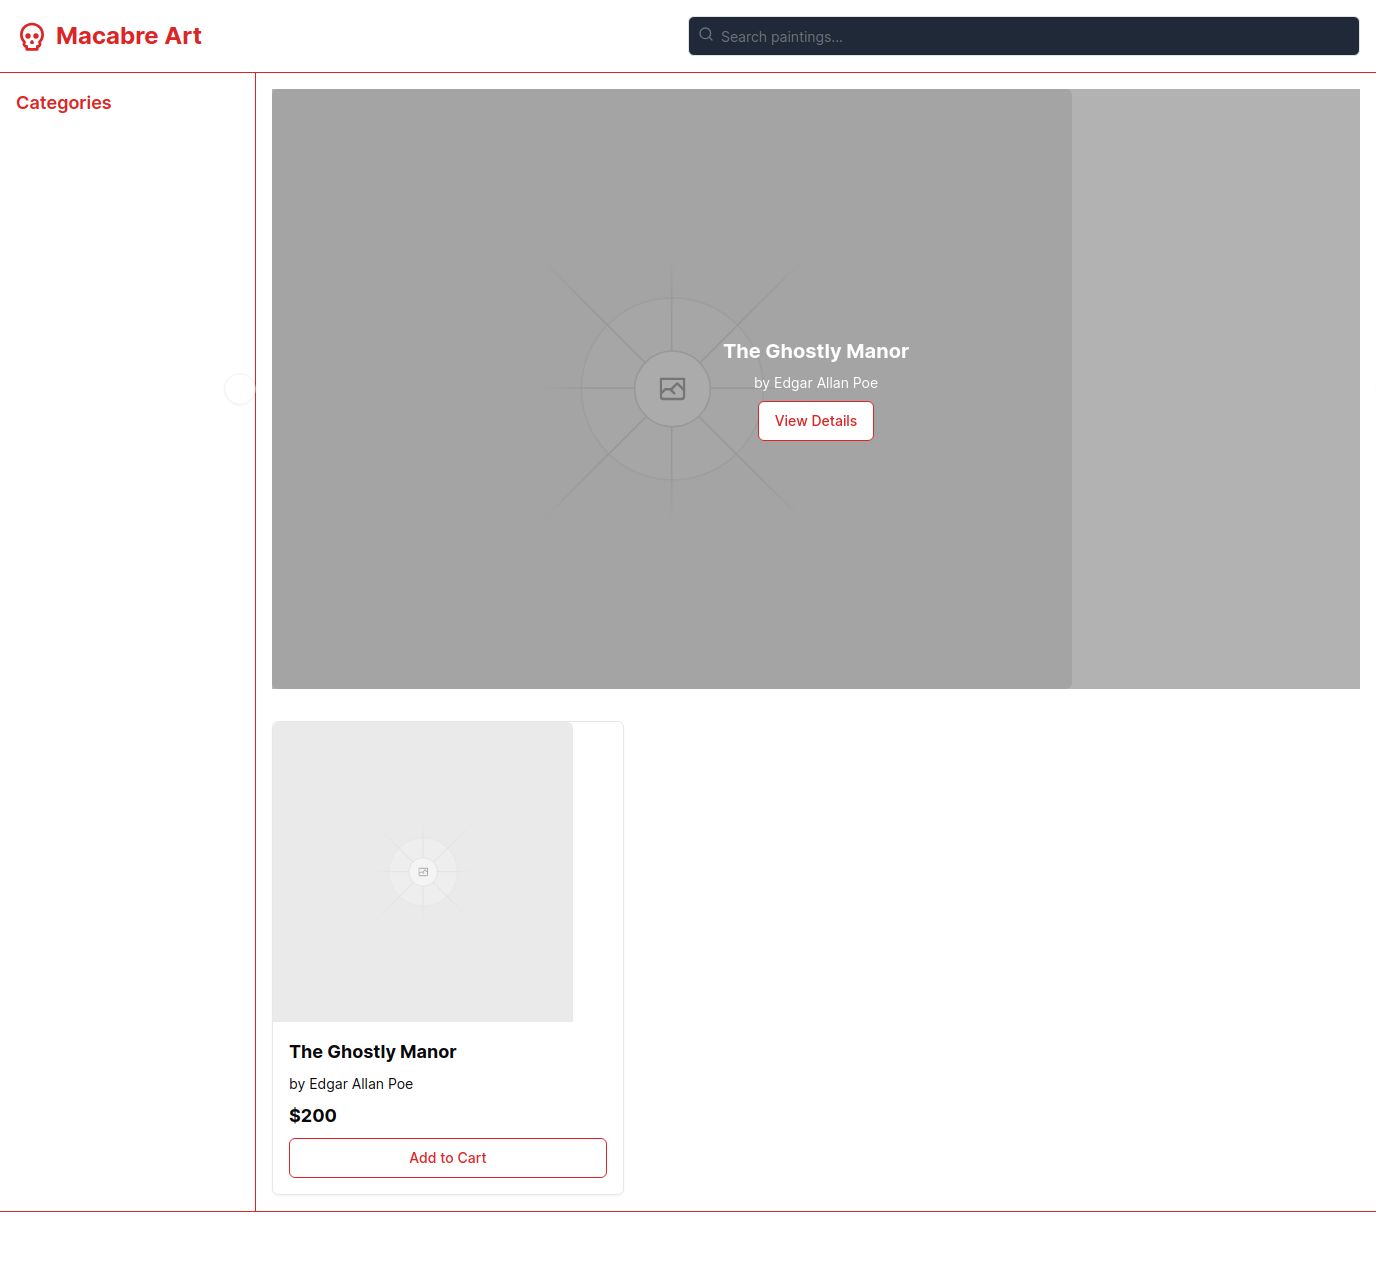 Macabre Art
Search paintings...
Categories
The Ghostly Manor
by Edgar Allan Poe
View Details
The Ghostly Manor
by Edgar Allan Poe
$200
Add to Cart